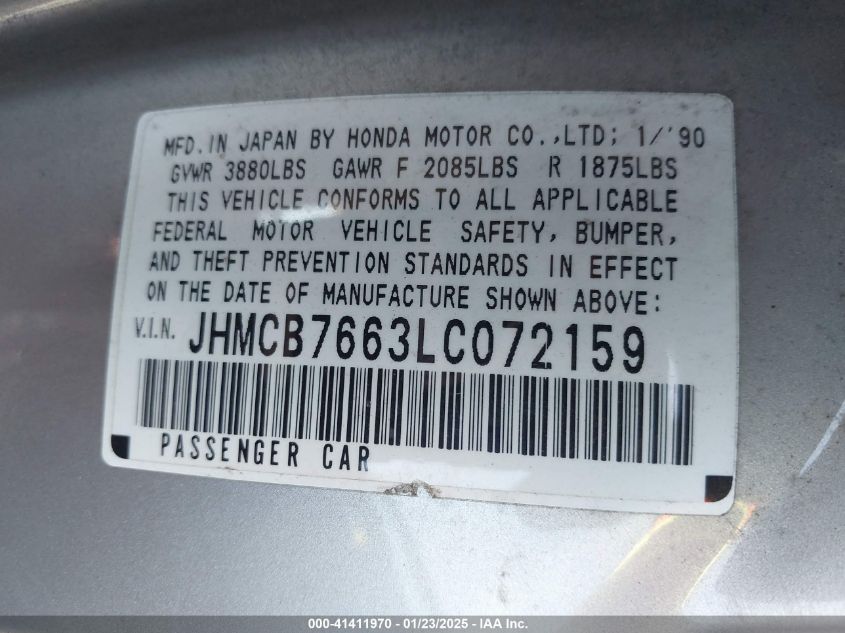 MFD. IN JAPAN BY HONDA MOTOR CO.,LTD; 1/'90
GVWR 3880LBS GAWR F 2085LBS R 1875LBS
THIS VEHICLE CONFORMS TO ALL APPLICABLE
FEDERAL MOTOR VEHICLE SAFETY, BUMPER,
AND THEFT PREVENTION STANDARDS IN EFFECT
ON THE DATE OF MANUFACTURE SHOWN ABOVE:
V.I.N. JHMCB7663LC072159
PASSENGER CAR
000-41411970 / 01/23/2025 / IAAI Holdings, Inc.